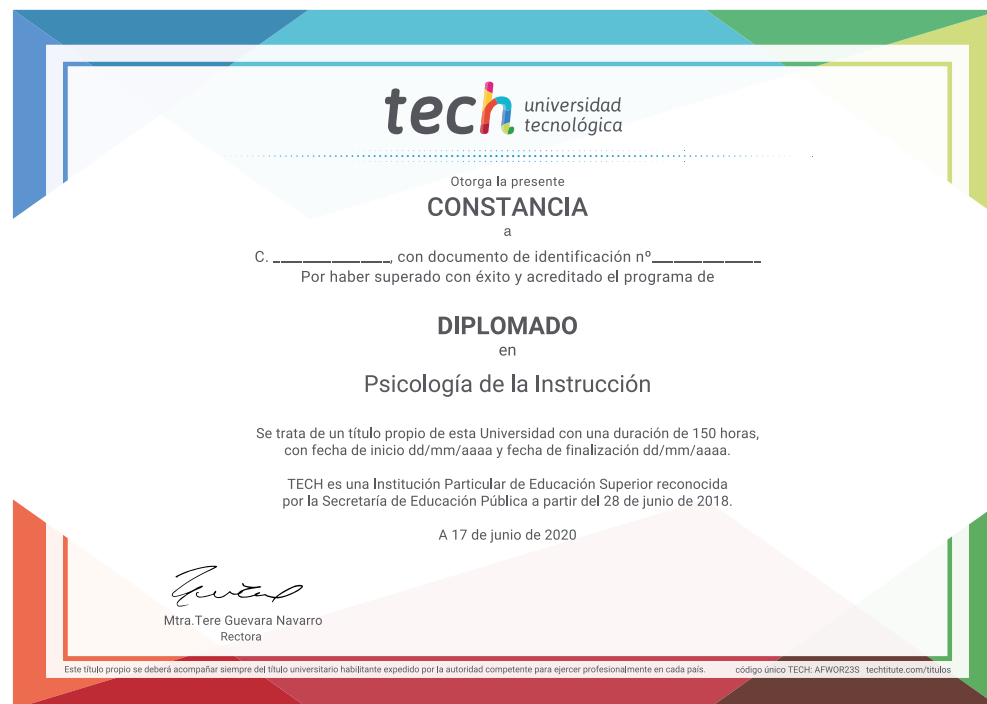 tech universidad
tecnológica
Otorga la presente
CONSTANCIA
a
C. ______________, con documento de identificación nº_____________
Por haber superado con éxito y acreditado el programa de
DIPLOMADO
en
Psicología de la Instrucción
Se trata de un título propio de esta Universidad con una duración de 150 horas,
con fecha de inicio dd/mm/aaaa y fecha de finalización dd/mm/aaaa.
TECH es una Institución Particular de Educación Superior reconocida
por la Secretaría de Educación Pública a partir del 28 de junio de 2018.
A 17 de junio de 2020
Mtra.Tere Guevara Navarro
Rectora
Este título propio se deberá acompañar siempre del título universitario habilitante expedido por la autoridad competente para ejercer profesionalmente en cada país. código único TECH: AFWOR23S techtitute.com/titulos